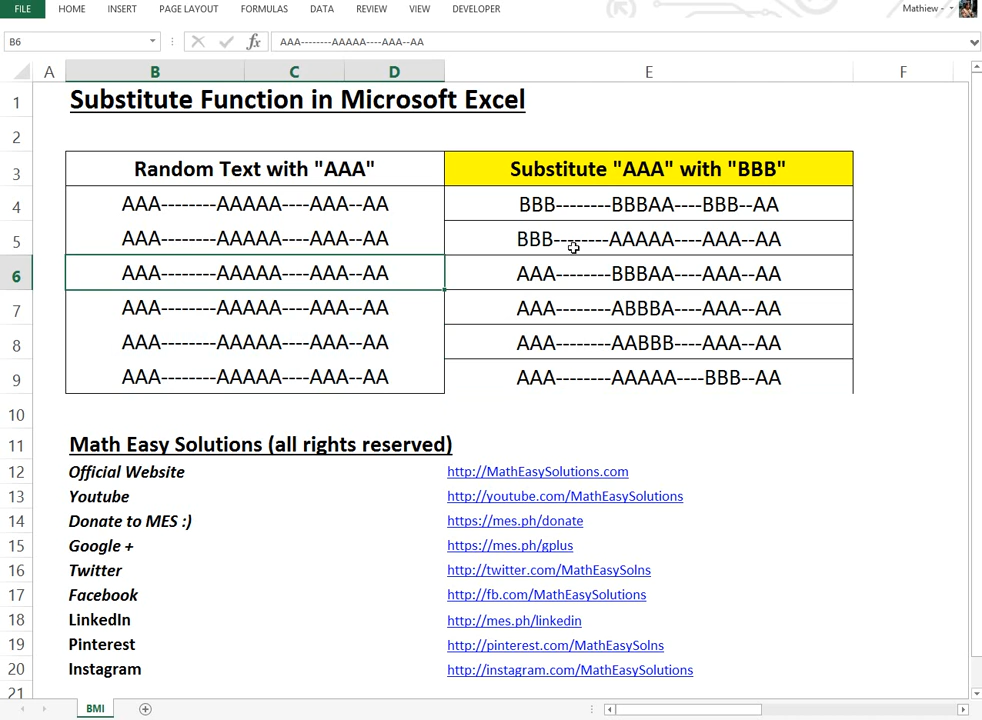 FILE HOME INSERT PAGE LAYOUT FORMULAS DATA REVIEW VIEW DEVELOPER Mathiew -
B6 fx AAA--------AAAAA----AAA--AA
A B C D E F
1 Substitute Function in Microsoft Excel
2
3 Random Text with "AAA" Substitute "AAA" with "BBB"
4 AAA--------AAAAA----AAA--AA BBB--------BBBAA----BBB--AA
5 AAA--------AAAAA----AAA--AA BBB--------AAAAA----AAA--AA
6 AAA--------AAAAA----AAA--AA AAA--------BBBAA----AAA--AA
7 AAA--------AAAAA----AAA--AA AAA--------ABBBA----AAA--AA
8 AAA--------AAAAA----AAA--AA AAA--------AABBB----AAA--AA
9 AAA--------AAAAA----AAA--AA AAA--------AAAAA----BBB--AA
10
11 Math Easy Solutions (all rights reserved)
12 Official Website http://MathEasySolutions.com
13 Youtube http://youtube.com/MathEasySolutions
14 Donate to MES :) https://mes.ph/donate
15 Google + https://mes.ph/gplus
16 Twitter http://twitter.com/MathEasySolns
17 Facebook http://fb.com/MathEasySolutions
18 LinkedIn http://mes.ph/linkedin
19 Pinterest http://pinterest.com/MathEasySolns
20 Instagram http://instagram.com/MathEasySolutions
21
BMI